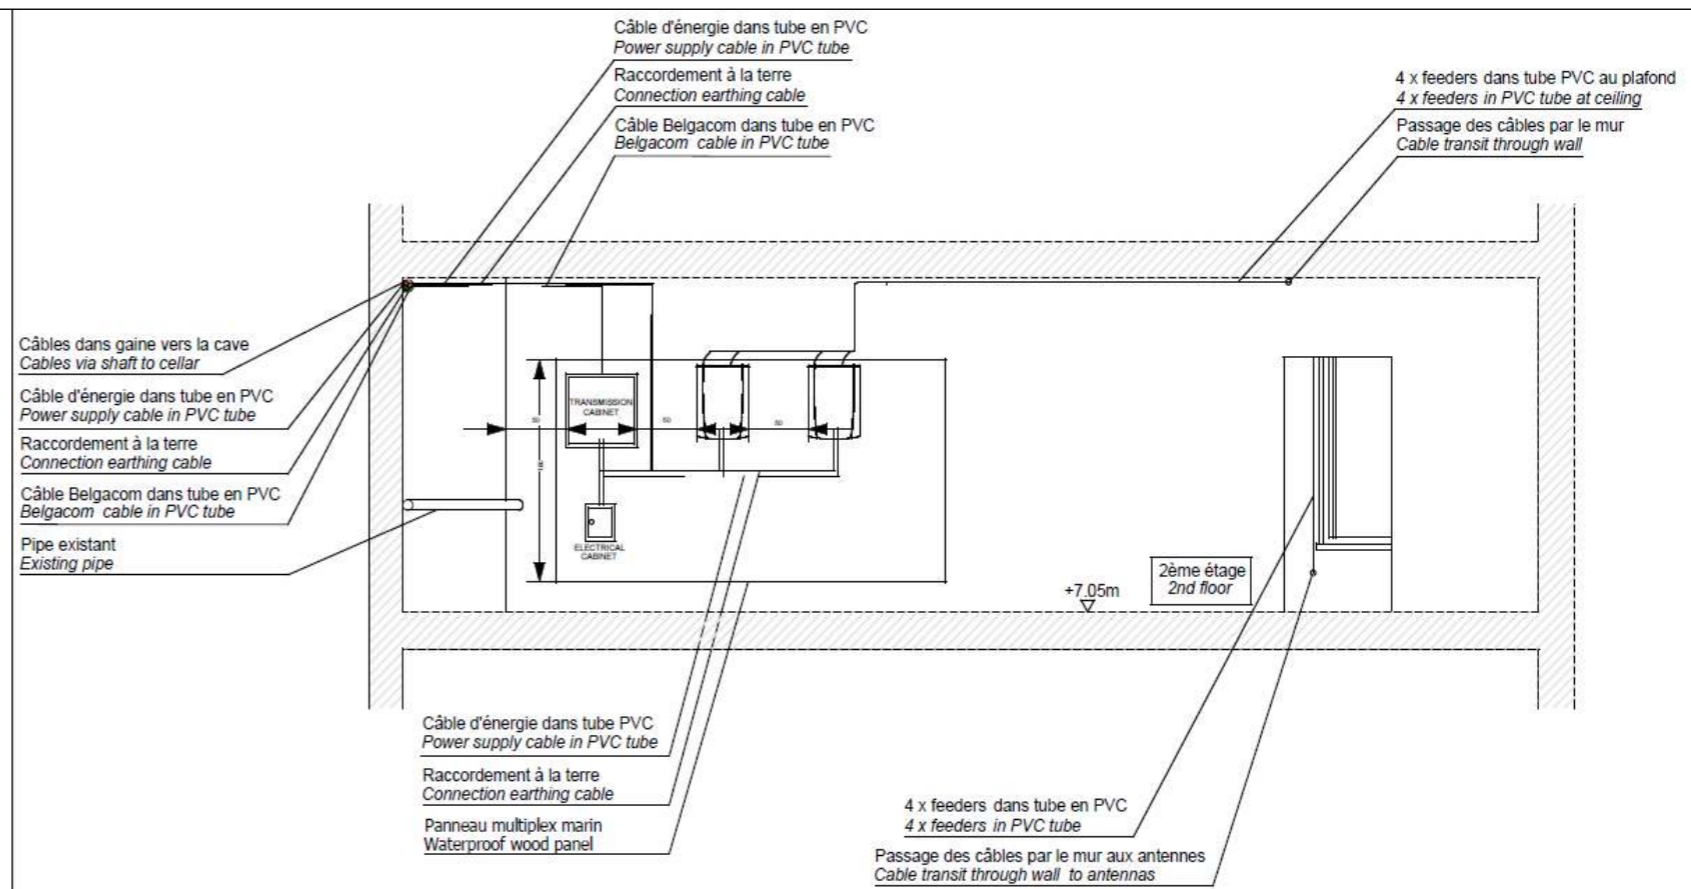 Câble d'énergie dans tube en PVC
Power supply cable in PVC tube
Raccordement à la terre
Connection earthing cable
Câble Belgacom dans tube en PVC
Belgacom cable in PVC tube
4 x feeders dans tube PVC au plafond
4 x feeders in PVC tube at ceiling
Passage des câbles par le mur
Cable transit through wall
Câbles dans gaine vers la cave
Cables via shaft to cellar
Câble d'énergie dans tube en PVC
Power supply cable in PVC tube
Raccordement à la terre
Connection earthing cable
Câble Belgacom dans tube en PVC
Belgacom cable in PVC tube
Pipe existant
Existing pipe
TRANSMISSION
CABINET
50
50
50
ELECTRICAL
CABINET
+7.05m
2ème étage
2nd floor
Câble d'énergie dans tube PVC
Power supply cable in PVC tube
Raccordement à la terre
Connection earthing cable
Panneau multiplex marin
Waterproof wood panel
4 x feeders dans tube en PVC
4 x feeders in PVC tube
Passage des câbles par le mur aux antennes
Cable transit through wall to antennas